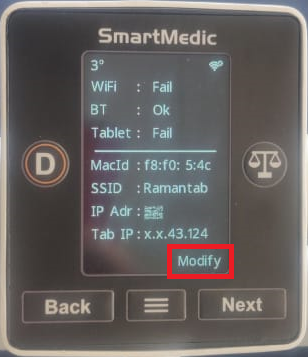 SmartMedic
3°
WiFi : Fail
BT : Ok
Tablet : Fail
D
MacId : f8:f0: 5:4c
SSID : Ramantab
IP Adr :
Tab IP : x.x.43.124
Modify
Back
Next